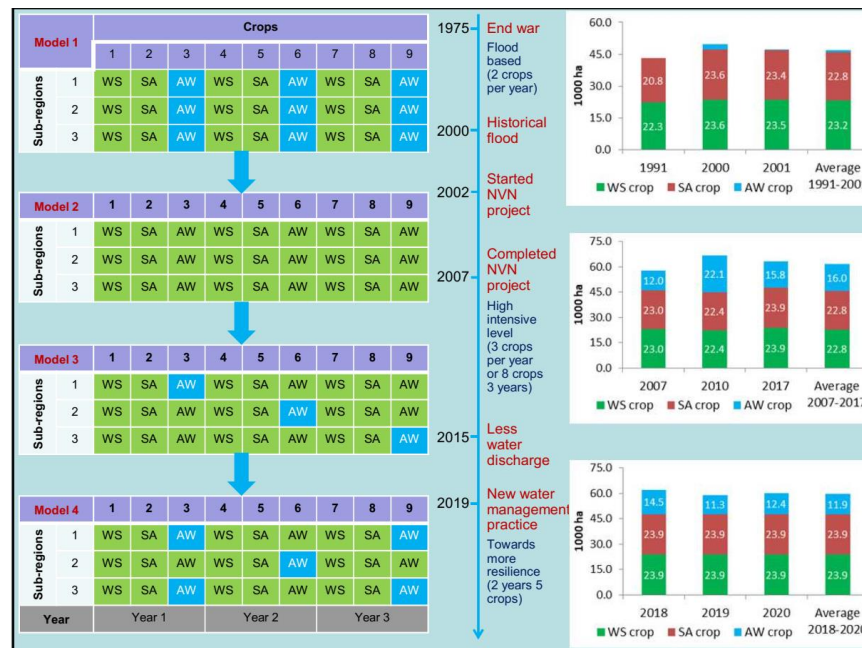 Model 1
Crops
1 2 3 4 5 6 7 8 9
Sub-regions
1 WS SA AW WS SA AW WS SA AW
2 WS SA AW WS SA AW WS SA AW
3 WS SA AW WS SA AW WS SA AW
Model 2 1 2 3 4 5 6 7 8 9
Sub-regions
1 WS SA AW WS SA AW WS SA AW
2 WS SA AW WS SA AW WS SA AW
3 WS SA AW WS SA AW WS SA AW
Model 3 1 2 3 4 5 6 7 8 9
Sub-regions
1 WS SA AW WS SA AW WS SA AW
2 WS SA AW WS SA AW WS SA AW
3 WS SA AW WS SA AW WS SA AW
Model 4 1 2 3 4 5 6 7 8 9
Sub-regions
1 WS SA AW WS SA AW WS SA AW
2 WS SA AW WS SA AW WS SA AW
3 WS SA AW WS SA AW WS SA AW
Year Year 1 Year 2 Year 3
1975 End war
Flood
based
(2 crops
per year)
2000 Historical
flood
2002 Started
NVN
project
Completed
2007 NVN
project
High
intensive
level
(3 crops
per year
or 8 crops
3 years)
2015 Less
water
discharge
2019 New water
management
practice
Towards
more
resilience
(2 years 5
crops)
60.0
45.0
30.0
15.0
0.0
1000 ha
20.8 23.6 23.4 22.8
22.3 23.6 23.5 23.2
1991 2000 2001 Average
1991-200
WS crop SA crop AW crop
75.0
60.0
45.0
30.0
15.0
0.0
1000 ha
12.0 22.1 15.8 16.0
23.0 22.4 23.9 22.8
23.0 22.4 23.9 22.8
2007 2010 2017 Average
2007-2017
WS crop SA crop AW crop
75.0
60.0
45.0
30.0
15.0
0.0
1000 ha
14.5 11.3 12.4 11.9
23.9 23.9 23.9 23.9
23.9 23.9 23.9 23.9
2018 2019 2020 Average
2018-2020
WS crop SA crop AW crop